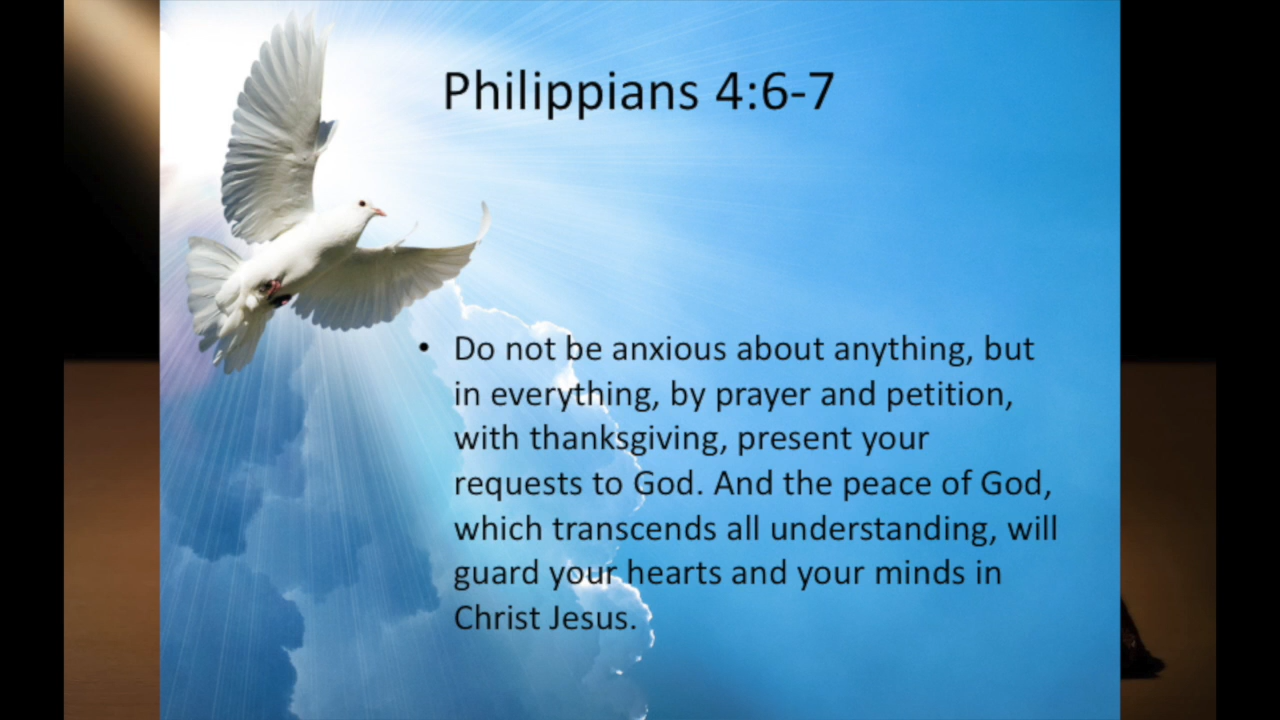 Philippians 4:6-7
• Do not be anxious about anything, but
in everything, by prayer and petition,
with thanksgiving, present your
requests to God. And the peace of God,
which transcends all understanding, will
guard your hearts and your minds in
Christ Jesus.